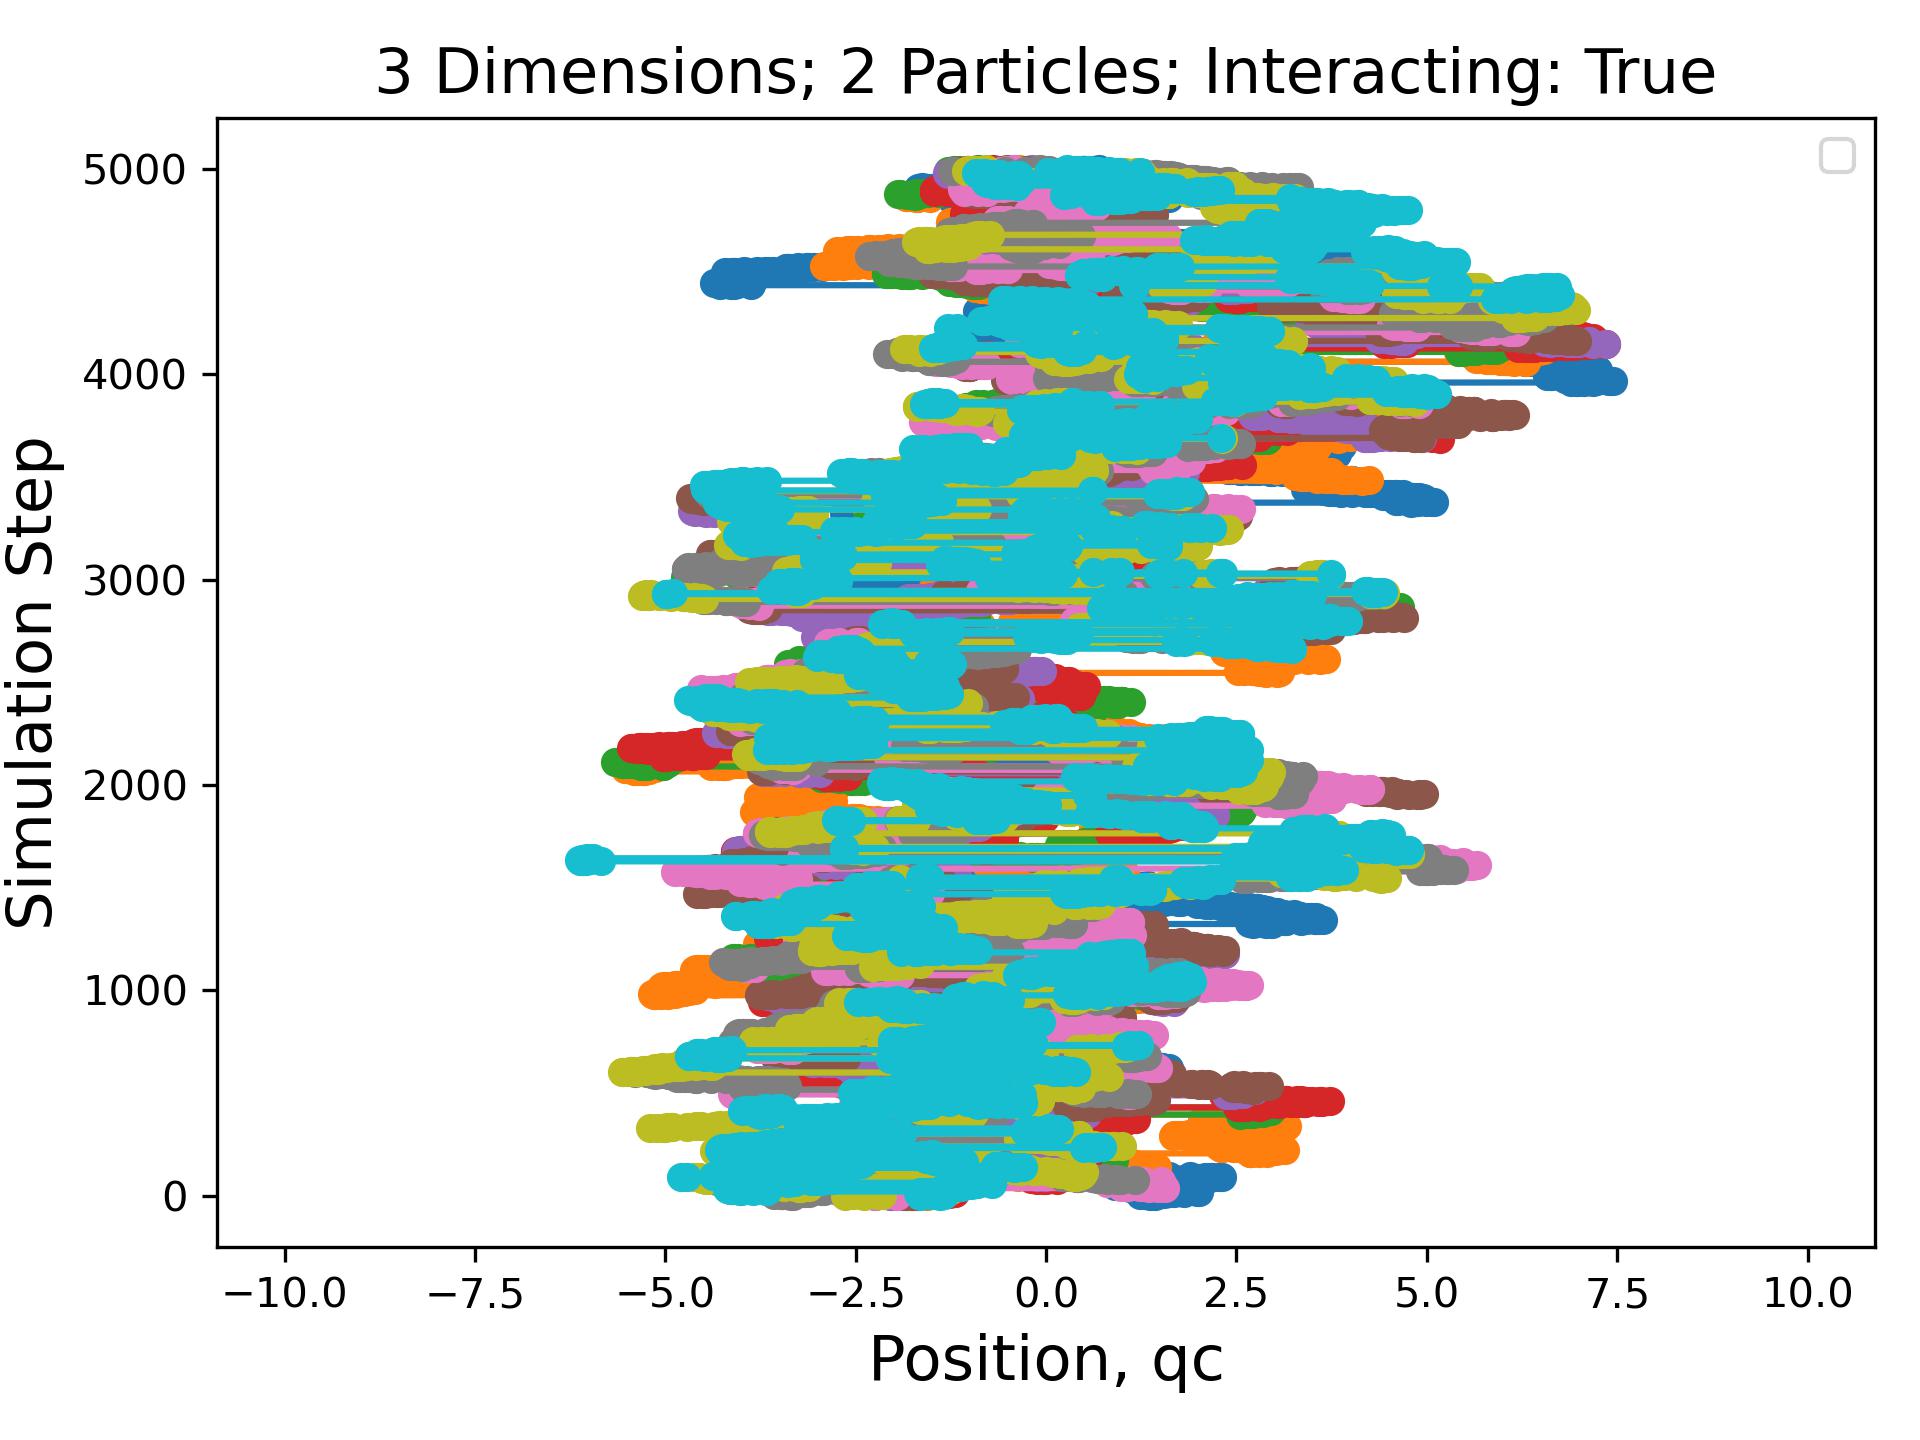 3 Dimensions; 2 Particles; Interacting: True
5000
4000
3000
2000
1000
0
Simulation Step
−10.0 −7.5 −5.0 −2.5 0.0 2.5 5.0 7.5 10.0
Position, qc